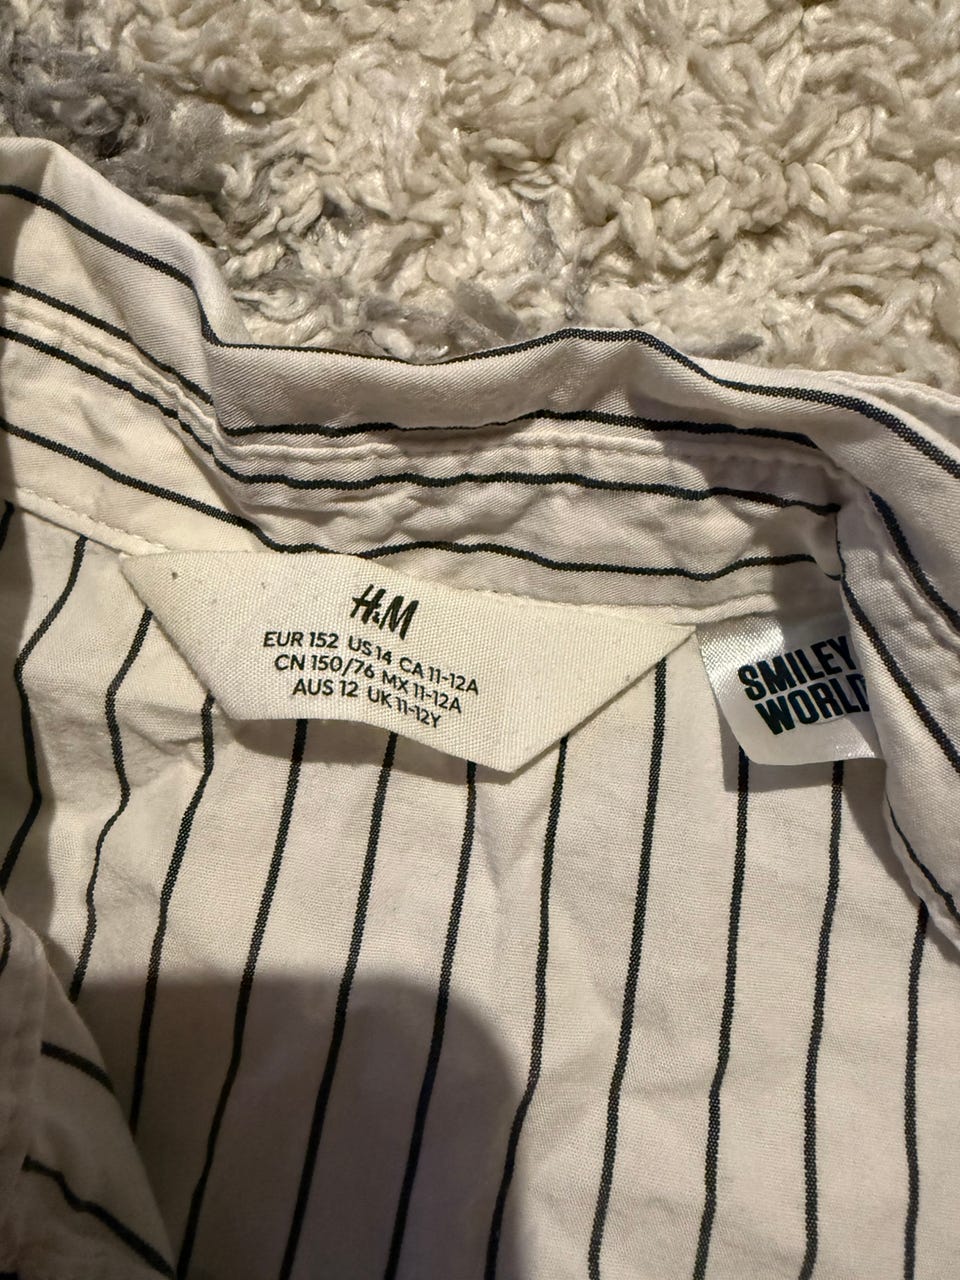 H&M
EUR 152 US 14 CA 11-12A
CN 150/76 MX 11-12A
AUS 12 UK 11-12Y
SMILEY
WORLD